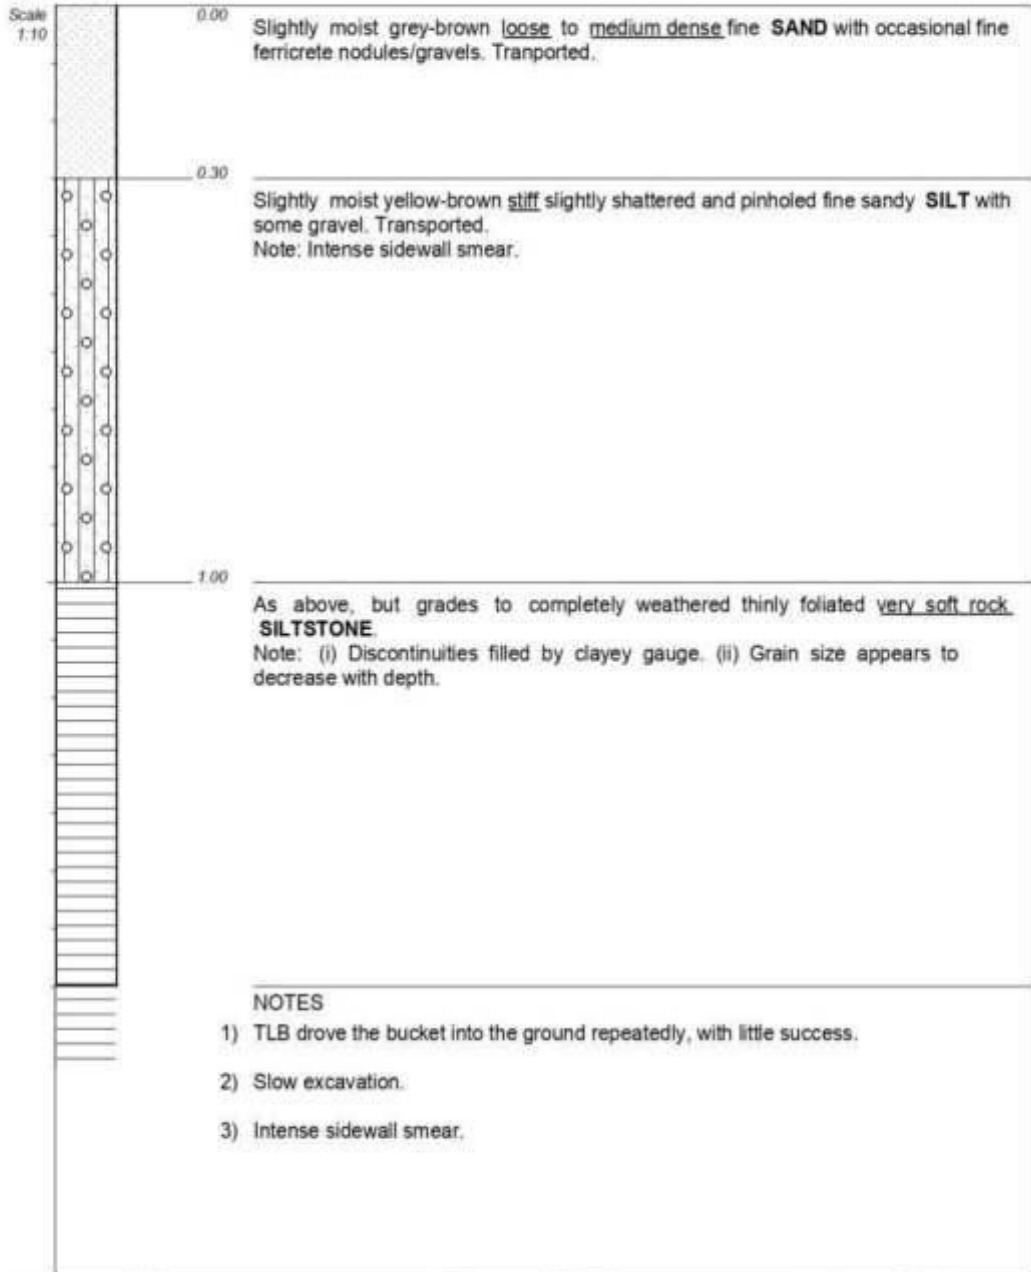 Scale
1:10
0.00
Slightly moist grey-brown loose to medium dense fine SAND with occasional fine
ferricrete nodules/gravels. Tranported.
0.30
Slightly moist yellow-brown stiff slightly shattered and pinholed fine sandy SILT with
some gravel. Transported.
Note: Intense sidewall smear.
1.00
As above, but grades to completely weathered thinly foliated very soft rock
SILTSTONE.
Note: (i) Discontinuities filled by clayey gauge. (ii) Grain size appears to
decrease with depth.
NOTES
1) TLB drove the bucket into the ground repeatedly, with little success.
2) Slow excavation.
3) Intense sidewall smear.